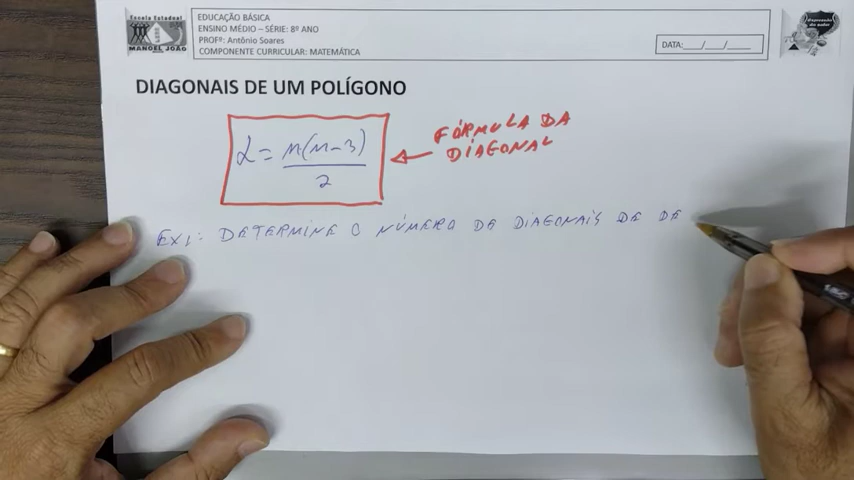 Escola Estadual
MANOEL JOÃO
EDUCAÇÃO BÁSICA
ENSINO MÉDIO – SÉRIE: 8º ANO
PROFº: Antônio Soares
COMPONENTE CURRICULAR: MATEMÁTICA
DATA:___/___/____
DIAGONAIS DE UM POLÍGONO
d = n(n-3)
2
FÓRMULA DA
DIAGONAL
EX1: DETERMINE O NÚMERO DE DIAGONAIS DE DE